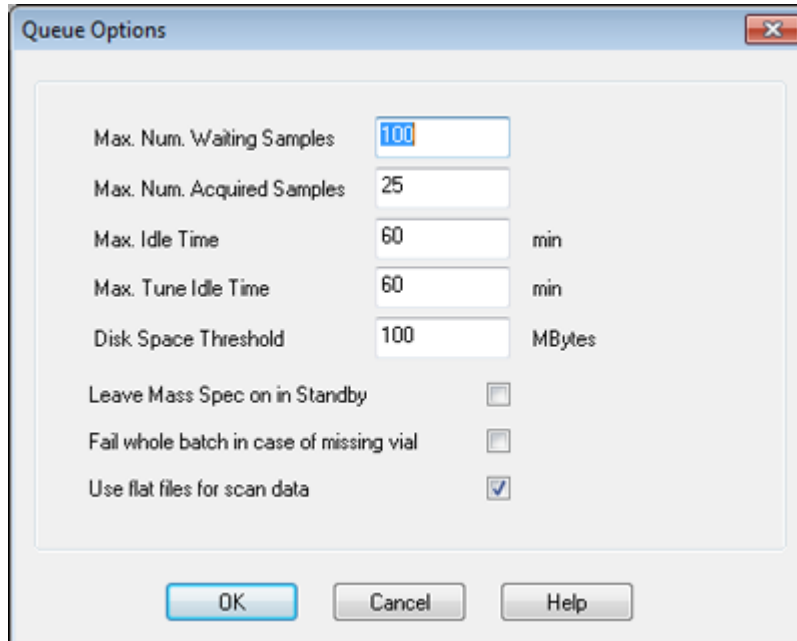 Queue Options
Max. Num. Waiting Samples 100
Max. Num. Acquired Samples 25
Max. Idle Time 60 min
Max. Tune Idle Time 60 min
Disk Space Threshold 100 MBytes
Leave Mass Spec on in Standby
Fail whole batch in case of missing vial
Use flat files for scan data
OK Cancel Help